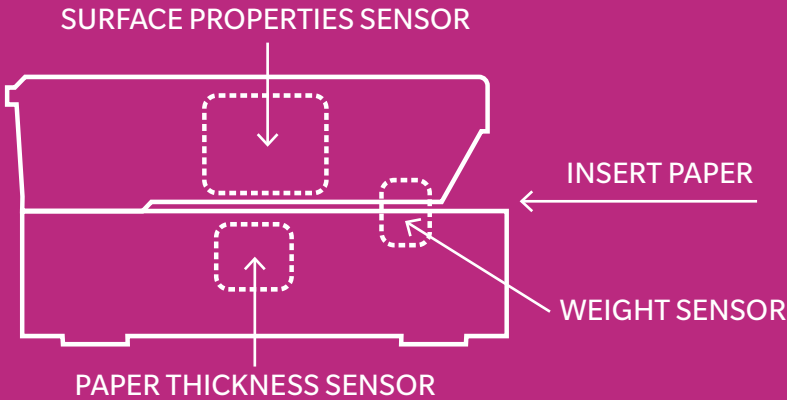 SURFACE PROPERTIES SENSOR
INSERT PAPER
WEIGHT SENSOR
PAPER THICKNESS SENSOR